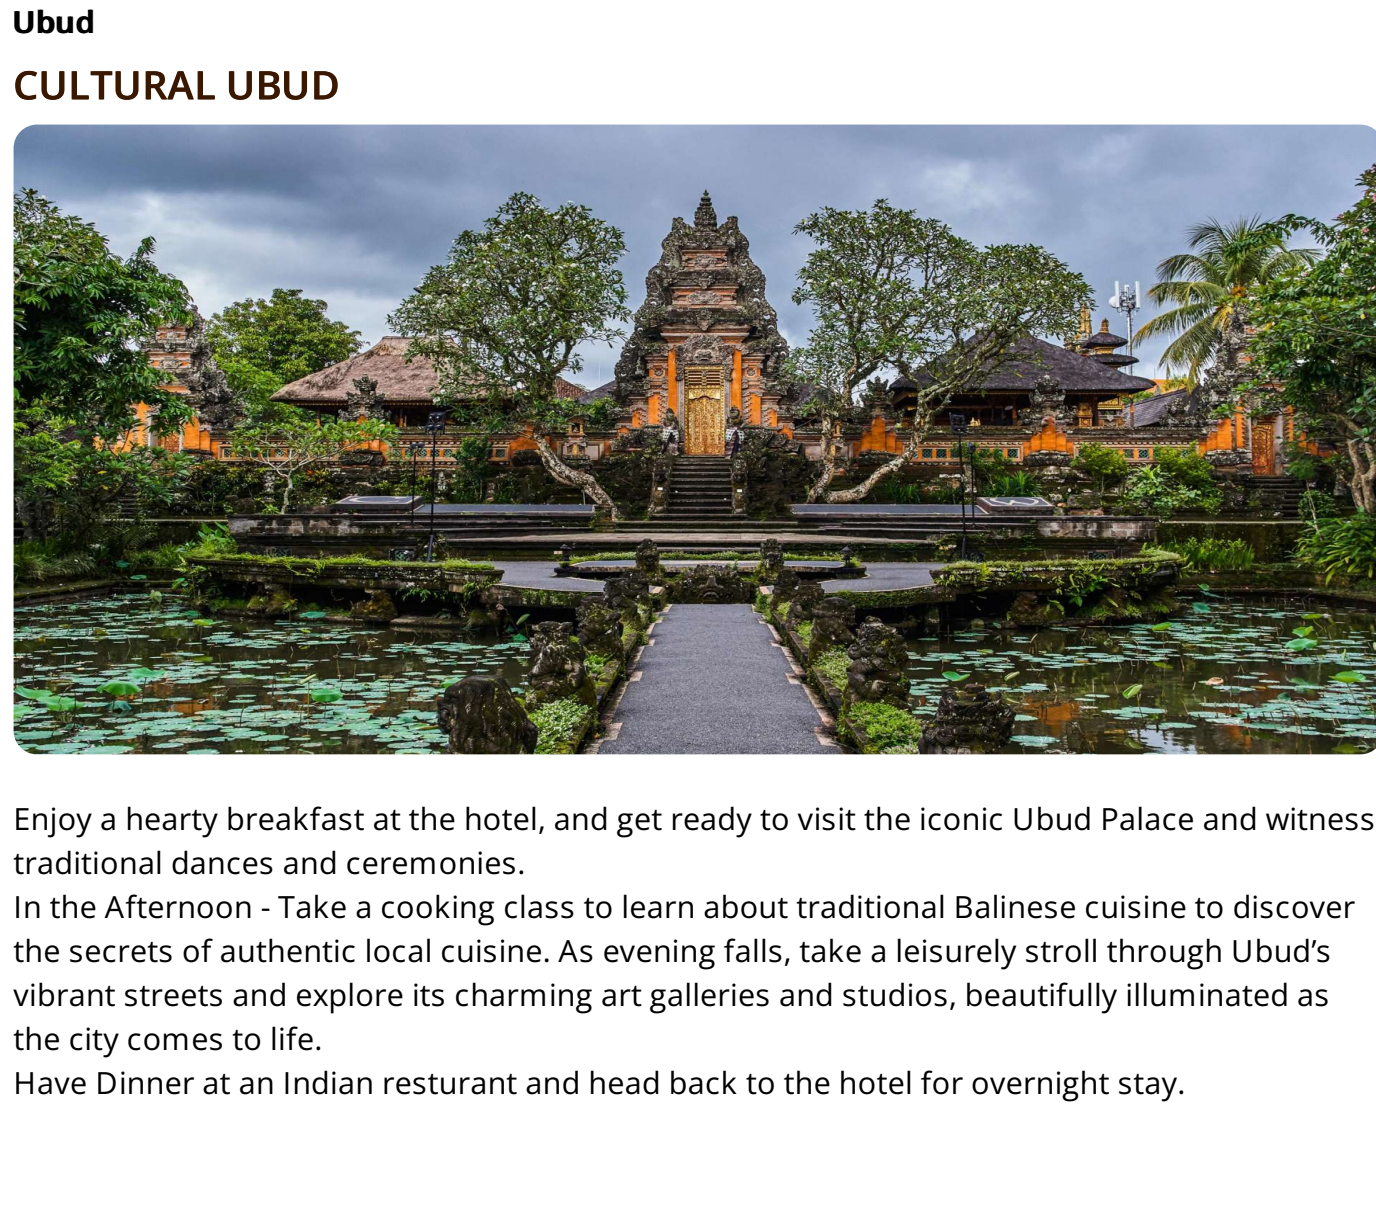 Ubud
CULTURAL UBUD
Enjoy a hearty breakfast at the hotel, and get ready to visit the iconic Ubud Palace and witness
traditional dances and ceremonies.
In the Afternoon - Take a cooking class to learn about traditional Balinese cuisine to discover
the secrets of authentic local cuisine. As evening falls, take a leisurely stroll through Ubud’s
vibrant streets and explore its charming art galleries and studios, beautifully illuminated as
the city comes to life.
Have Dinner at an Indian resturant and head back to the hotel for overnight stay.